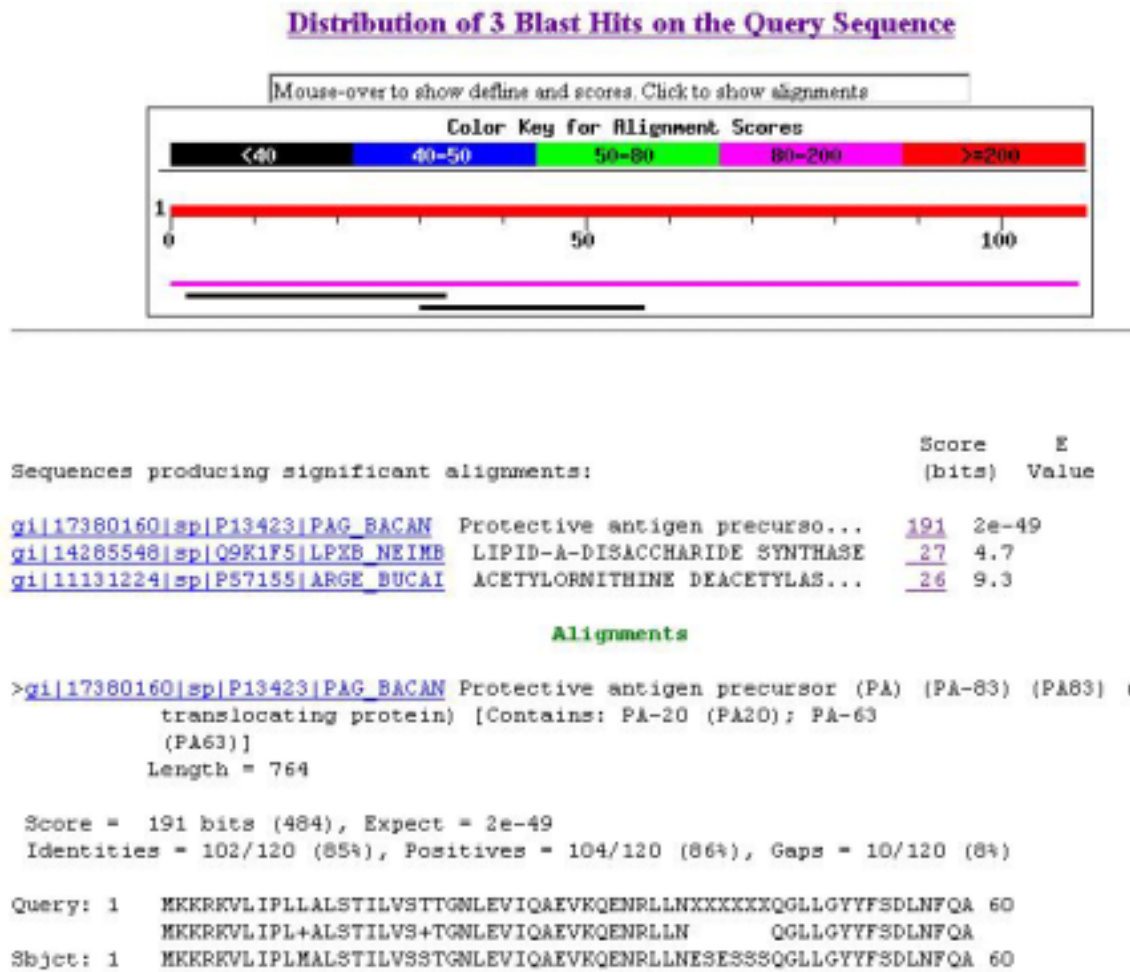 Distribution of 3 Blast Hits on the Query Sequence
Mouse-over to show defline and scores. Click to show alignments
Color Key for Alignment Scores
<40 40-50 50-80 80-200 >=200
1
0 50 100
Score E
Sequences producing significant alignments: (bits) Value
gi|17380160|sp|P13423|PAG_BACAN Protective antigen precurso... 191 2e-49
gi|14285548|sp|Q9K1F5|LPXB_NEIMB LIPID-A-DISACCHARIDE SYNTHASE 27 4.7
gi|11131224|sp|P57155|ARGE_BUCAI ACETYLORNITHINE DEACETYLAS... 26 9.3
Alignments
>gi|17380160|sp|P13423|PAG_BACAN Protective antigen precursor (PA) (PA-83) (PA83) (
translocating protein) [Contains: PA-20 (PA20); PA-63
(PA63)]
Length = 764
Score = 191 bits (484), Expect = 2e-49
Identities = 102/120 (85%), Positives = 104/120 (86%), Gaps = 10/120 (8%)
Query: 1 MKKRKVLIPLLALSTILVSTTGNLEVIQAEVKQENRLLNXXXXXXQGLLGYYFSDLNFQA 60
MKKRKVLIPL+ALSTILVS+TGNLEVIQAEVKQENRLLN QGLLGYYFSDLNFQA
Sbjct: 1 MKKRKVLIPLMALSTILVSSTGNLEVIQAEVKQENRLLNESESSSQGLLGYYFSDLNFQA 60